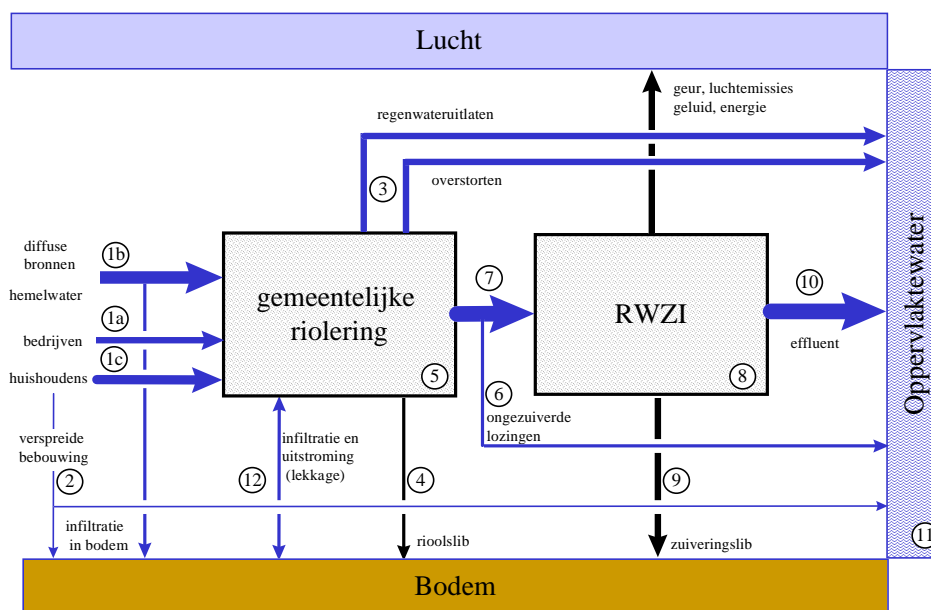 Lucht
geur, luchtemissies
geluid, energie
regenwateruitlaten
3
overstorten
diffuse
bronnen
1b
hemelwater
1a
bedrijven
1c
huishoudens
gemeentelijke
riolering
5
7
RWZI
8
10
effluent
Oppervlaktewater
11
6
ongezuiverde
lozingen
verspreide
bebouwing
2
infiltratie en
uitstroming
(lekkage)
12
4
9
infiltratie
in bodem
rioolslib
zuiveringslib
Bodem